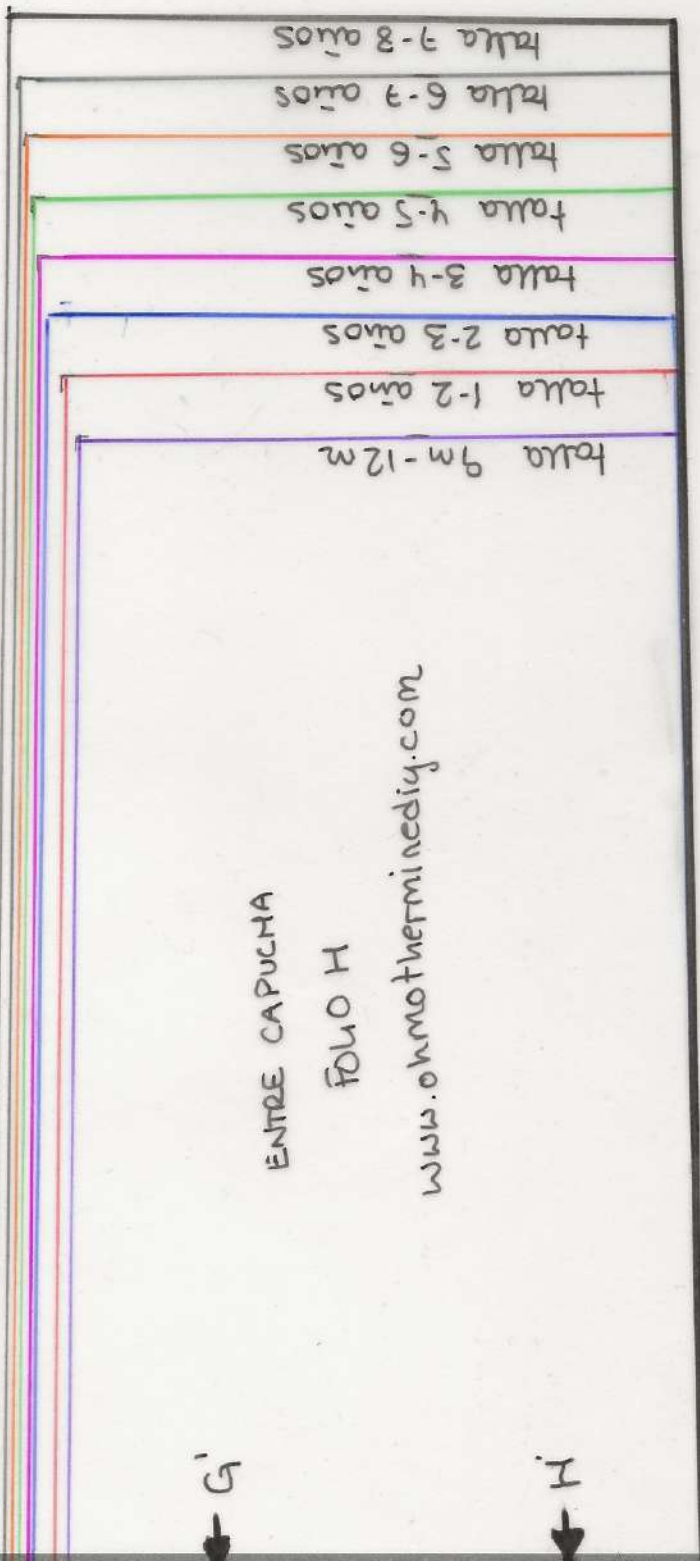 talla 7-8 años
talla 6-7 años
talla 5-6 años
talla 4-5 años
talla 3-4 años
talla 2-3 años
talla 1-2 años
talla 9m-12m
ENTRE CAPUCHA
FOLIO H
www.ohmotherminediy.com
G'
H'